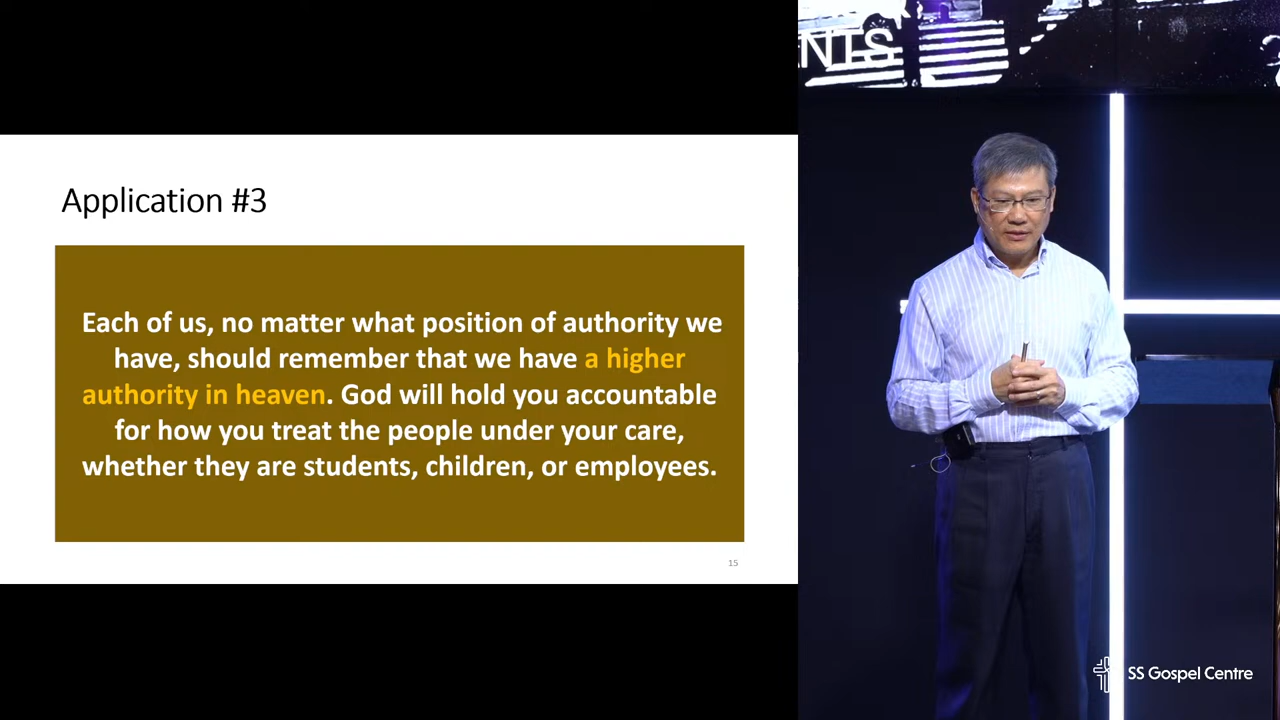 Application #3
Each of us, no matter what position of authority we
have, should remember that we have a higher
authority in heaven. God will hold you accountable
for how you treat the people under your care,
whether they are students, children, or employees.
15
NTS
SS Gospel Centre